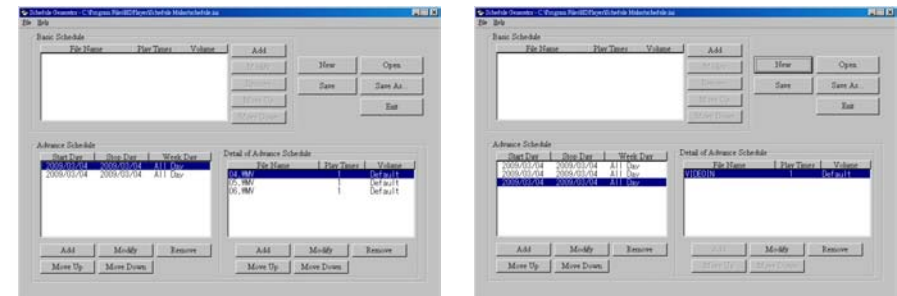 Schedule Generator - C:\Program Files\HDPlayer\Schedule Maker\schedule.ini
File Help
Basic Schedule
File Name Play Times Volume
Add
Modify
Remove
Move Up
Move Down
New Open
Save Save As...
Exit
Advance Schedule
Start Day Stop Day Week Day
2009/03/04 2009/03/04 All Day
2009/03/04 2009/03/04 All Day
Add Modify Remove
Move Up Move Down
Detail of Advance Schedule
File Name Play Times Volume
04.WMV 1 Default
05.WMV 1 Default
06.WMV 1 Default
Add Modify Remove
Move Up Move Down
Schedule Generator - C:\Program Files\HDPlayer\Schedule Maker\schedule.ini
File Help
Basic Schedule
File Name Play Times Volume
Add
Modify
Remove
Move Up
Move Down
New Open
Save Save As...
Exit
Advance Schedule
Start Day Stop Day Week Day
2009/03/04 2009/03/04 All Day
2009/03/04 2009/03/04 All Day
2009/03/04 2009/03/04 All Day
Add Modify Remove
Move Up Move Down
Detail of Advance Schedule
File Name Play Times Volume
VIDEOIN 1 Default
Add Modify Remove
Move Up Move Down